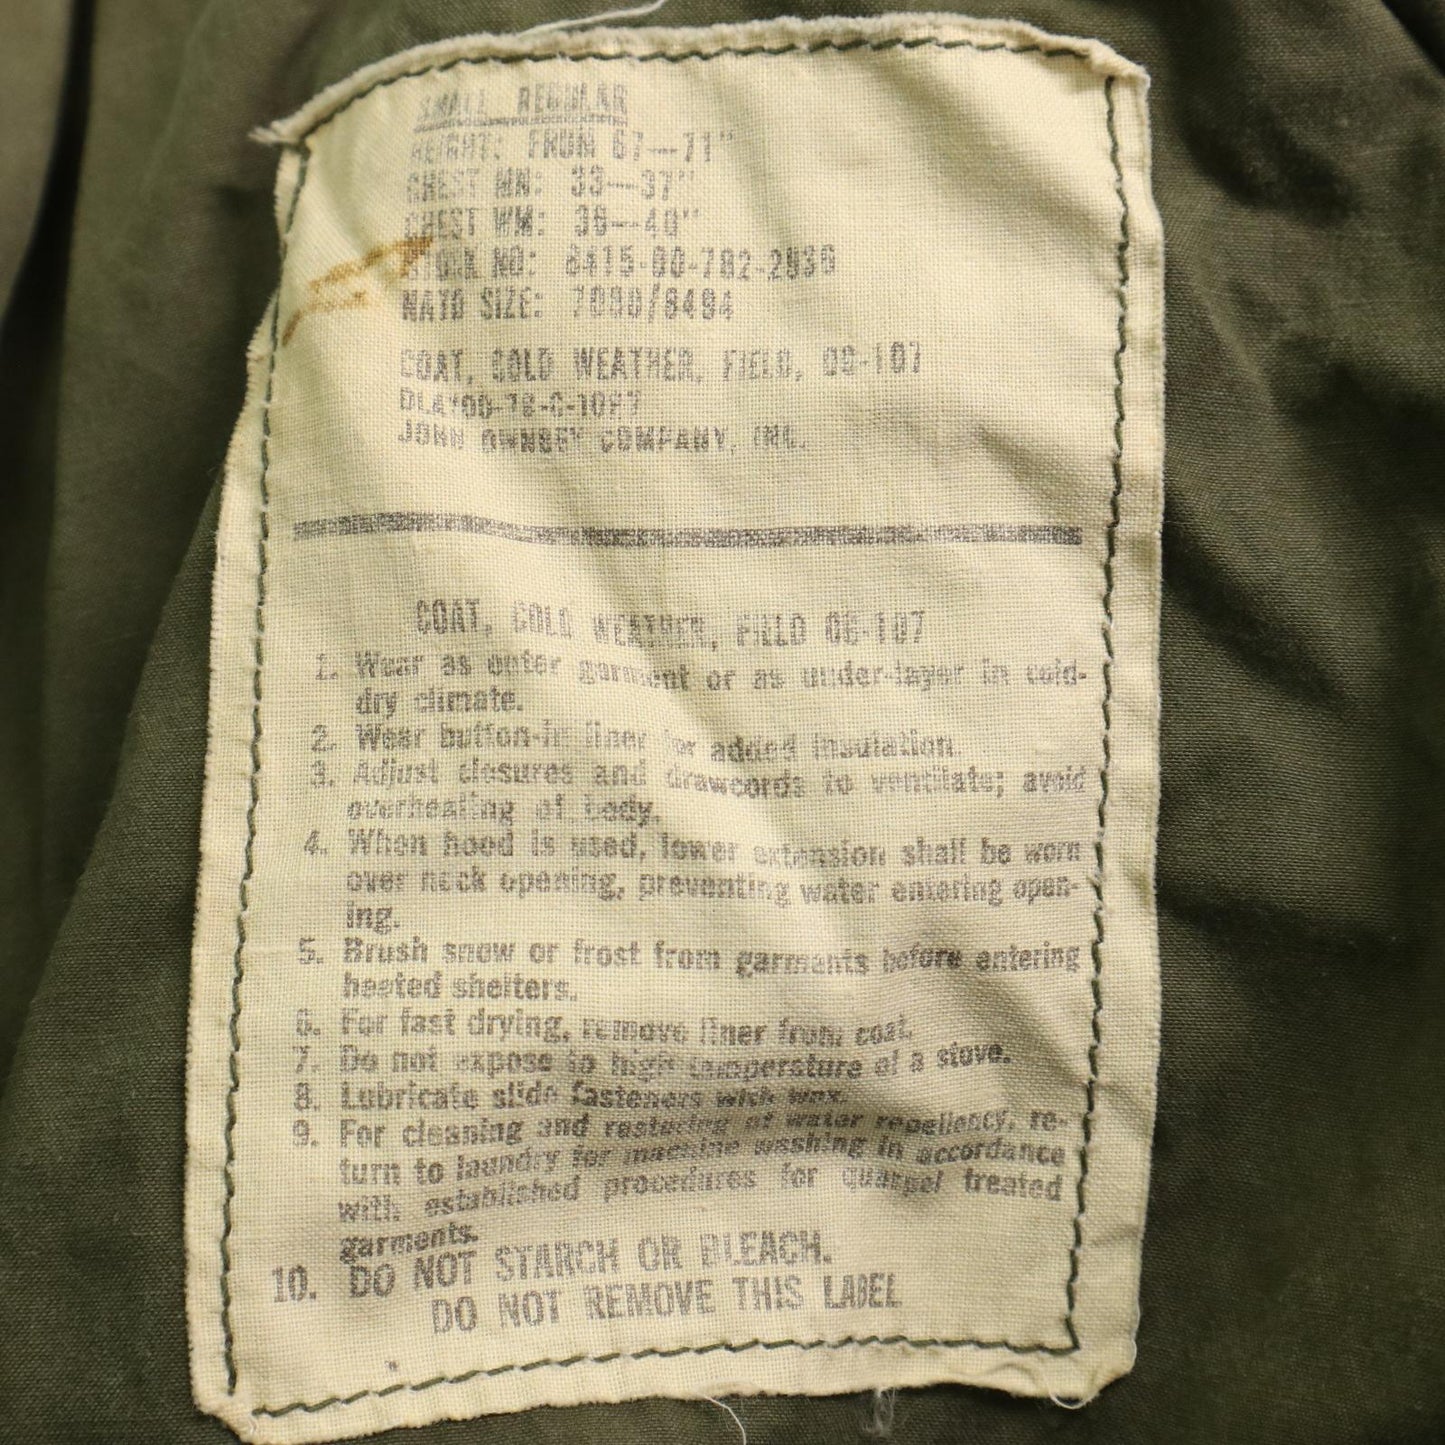 SMALL REGULAR
HEIGHT: FROM 67—71"
CHEST MN: 33—37"
CHEST WM: 36—40"
STOCK NO: 8415-00-782-2936
NATO SIZE: 7080/8494
COAT, COLD WEATHER, FIELD, OG-107
DLA100-78-C-1027
JOHN OWNBEY COMPANY, INC.
COAT, COLD WEATHER, FIELD OG-107
1. Wear as outer garment or as under-layer in cold-
dry climate.
2. Wear button-in liner for added insulation.
3. Adjust closures and drawcords to ventilate; avoid
overheating of body.
4. When hood is used, lower extension shall be worn
over neck opening, preventing water entering open-
ing.
5. Brush snow or frost from garments before entering
heated shelters.
6. For fast drying, remove liner from coat.
7. Do not expose to high temperature of a stove.
8. Lubricate slide fasteners with wax.
9. For cleaning and restoring of water repellency, re-
turn to laundry for machine washing in accordance
with established procedures for quarpel treated
garments.
10. DO NOT STARCH OR BLEACH.
DO NOT REMOVE THIS LABEL